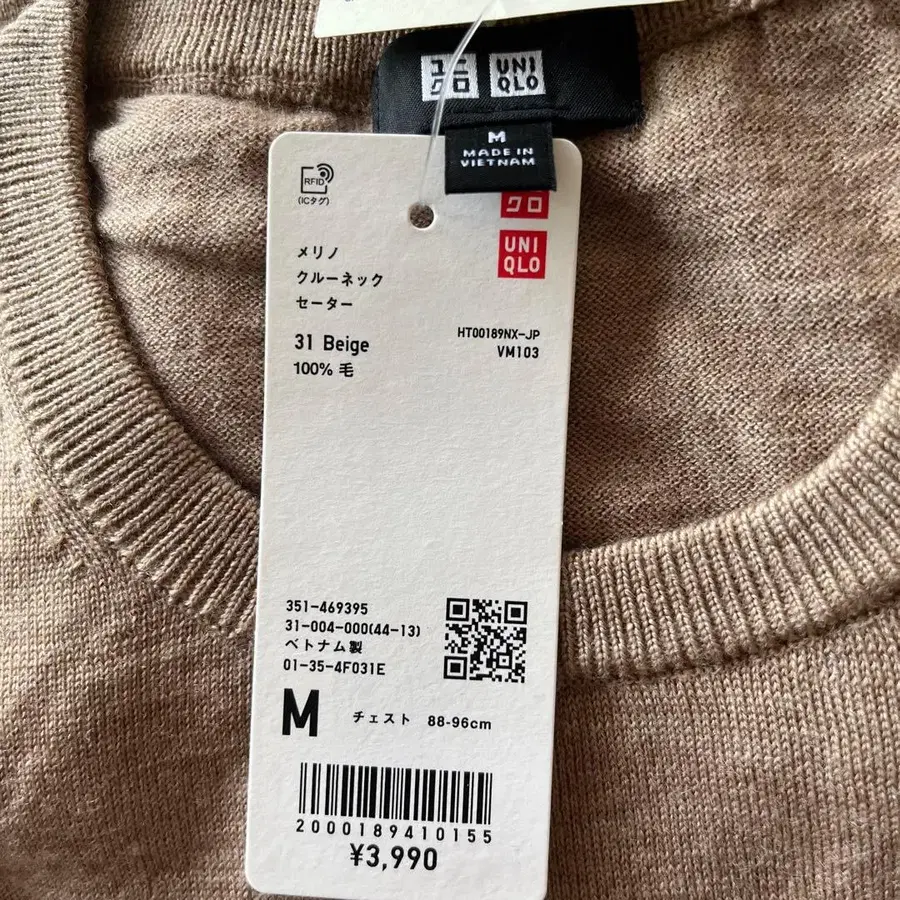 ユニ
クロ
UNI
QLO
M
MADE IN
VIETNAM
RFID
(ICタグ)
クロ
UNI
QLO
メリノ
クルーネック
セーター
31 Beige
100% 毛
HT00189NX-JP
VM103
351-469395
31-004-000(44-13)
ベトナム製
01-35-4F031E
M チェスト 88-96cm
2000189410155
¥3,990